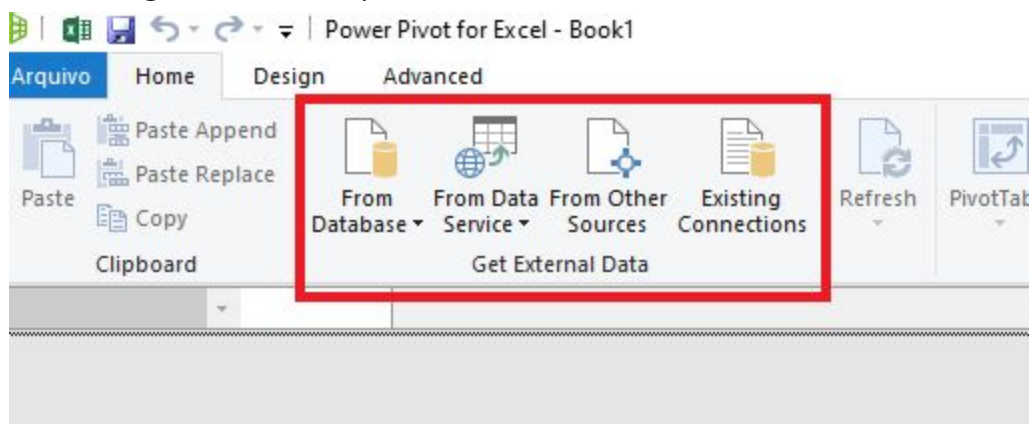 Power Pivot for Excel - Book1
Arquivo Home Design Advanced
Paste
Paste Append
Paste Replace
Copy
Clipboard
From
Database
From Data
Service
From Other
Sources
Existing
Connections
Get External Data
Refresh
PivotTab